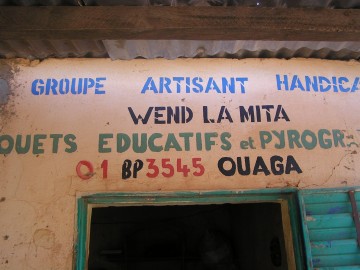 GROUPE ARTISANT HANDICA
WEND LA MITA
OUETS EDUCATIFS et PYROGR
01 BP3545 OUAGA